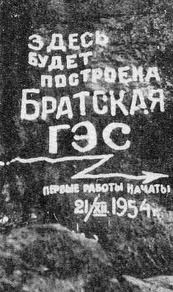 ЗДЕСЬ
БУДЕТ
ПОСТРОЕНА
БРАТСКАЯ
ГЭС
ПЕРВЫЕ РАБОТЫ НАЧАТЫ
21/XII 1954г.